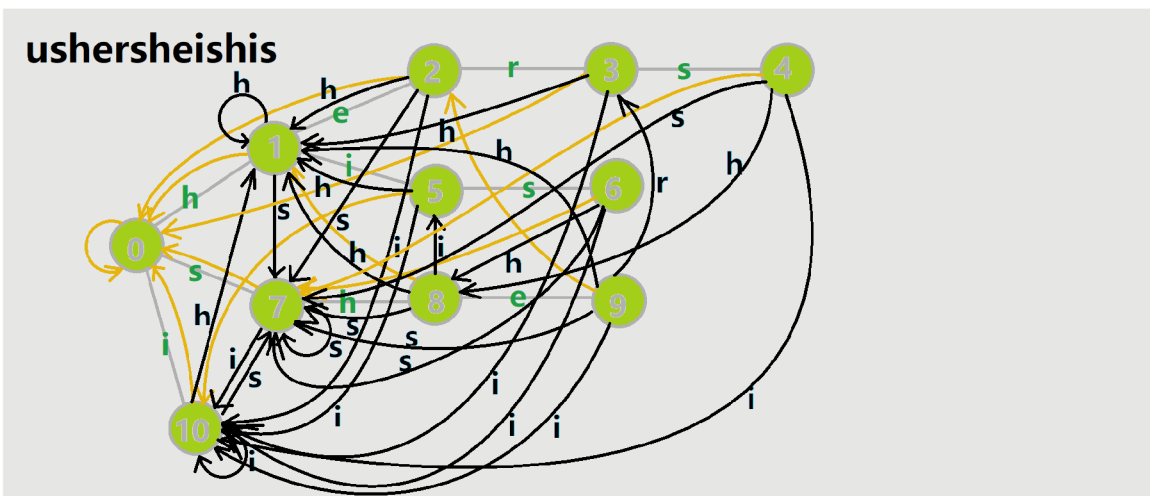 ushersheishis
2 r 3 s 4
h h
e s
h
1 h
i h r
h 5 s 6
s s
0 h i i h
s
7 h 8 e 9
h s
i s s
i s s
10 i i i
i i